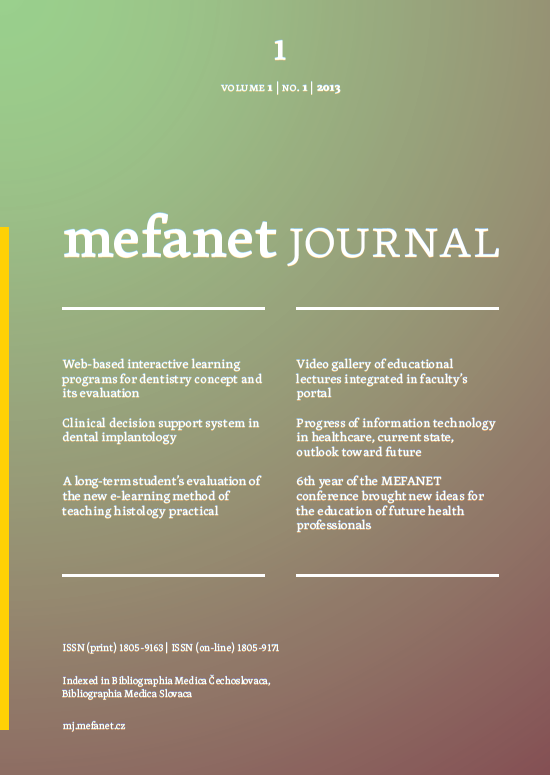 1
VOLUME 1 | NO. 1 | 2013
mefanet JOURNAL
Web-based interactive learning
programs for dentistry concept and
its evaluation
Clinical decision support system in
dental implantology
A long-term student's evaluation of
the new e-learning method of
teaching histology practical
Video gallery of educational
lectures integrated in faculty's
portal
Progress of information technology
in healthcare, current state,
outlook toward future
6th year of the MEFANET
conference brought new ideas for
the education of future health
professionals
ISSN (print) 1805-9163 | ISSN (on-line) 1805-9171
Indexed in Bibliographia Medica Čechoslovaca,
Bibliographia Medica Slovaca
mj.mefanet.cz